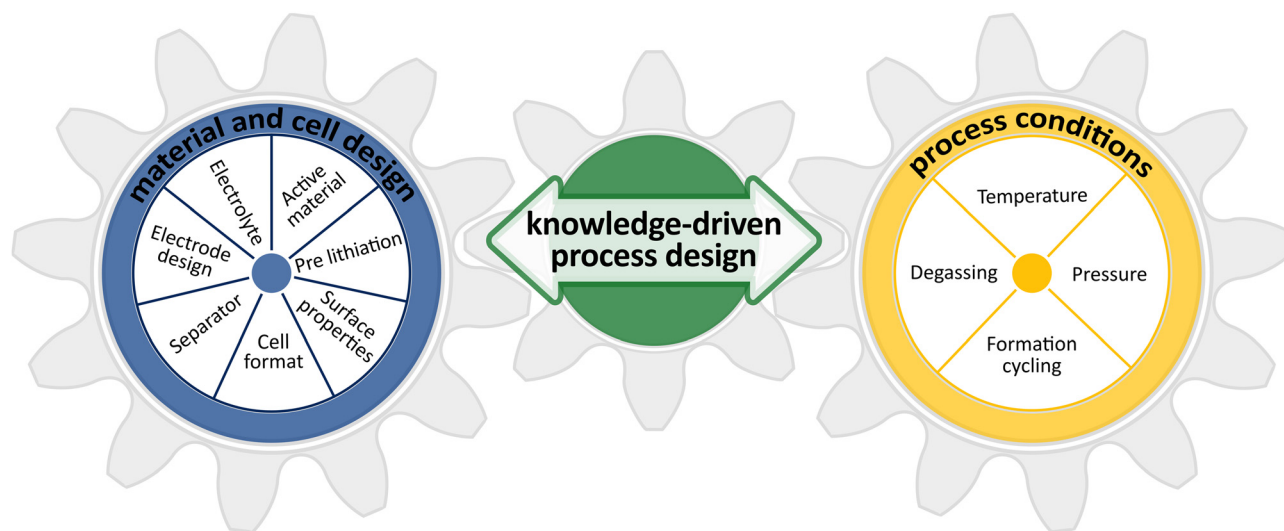 material and cell design
Electrolyte
Active
material
Pre lithiation
Surface
properties
Cell
format
Separator
Electrode
design
knowledge-driven
process design
process conditions
Temperature
Pressure
Formation
cycling
Degassing